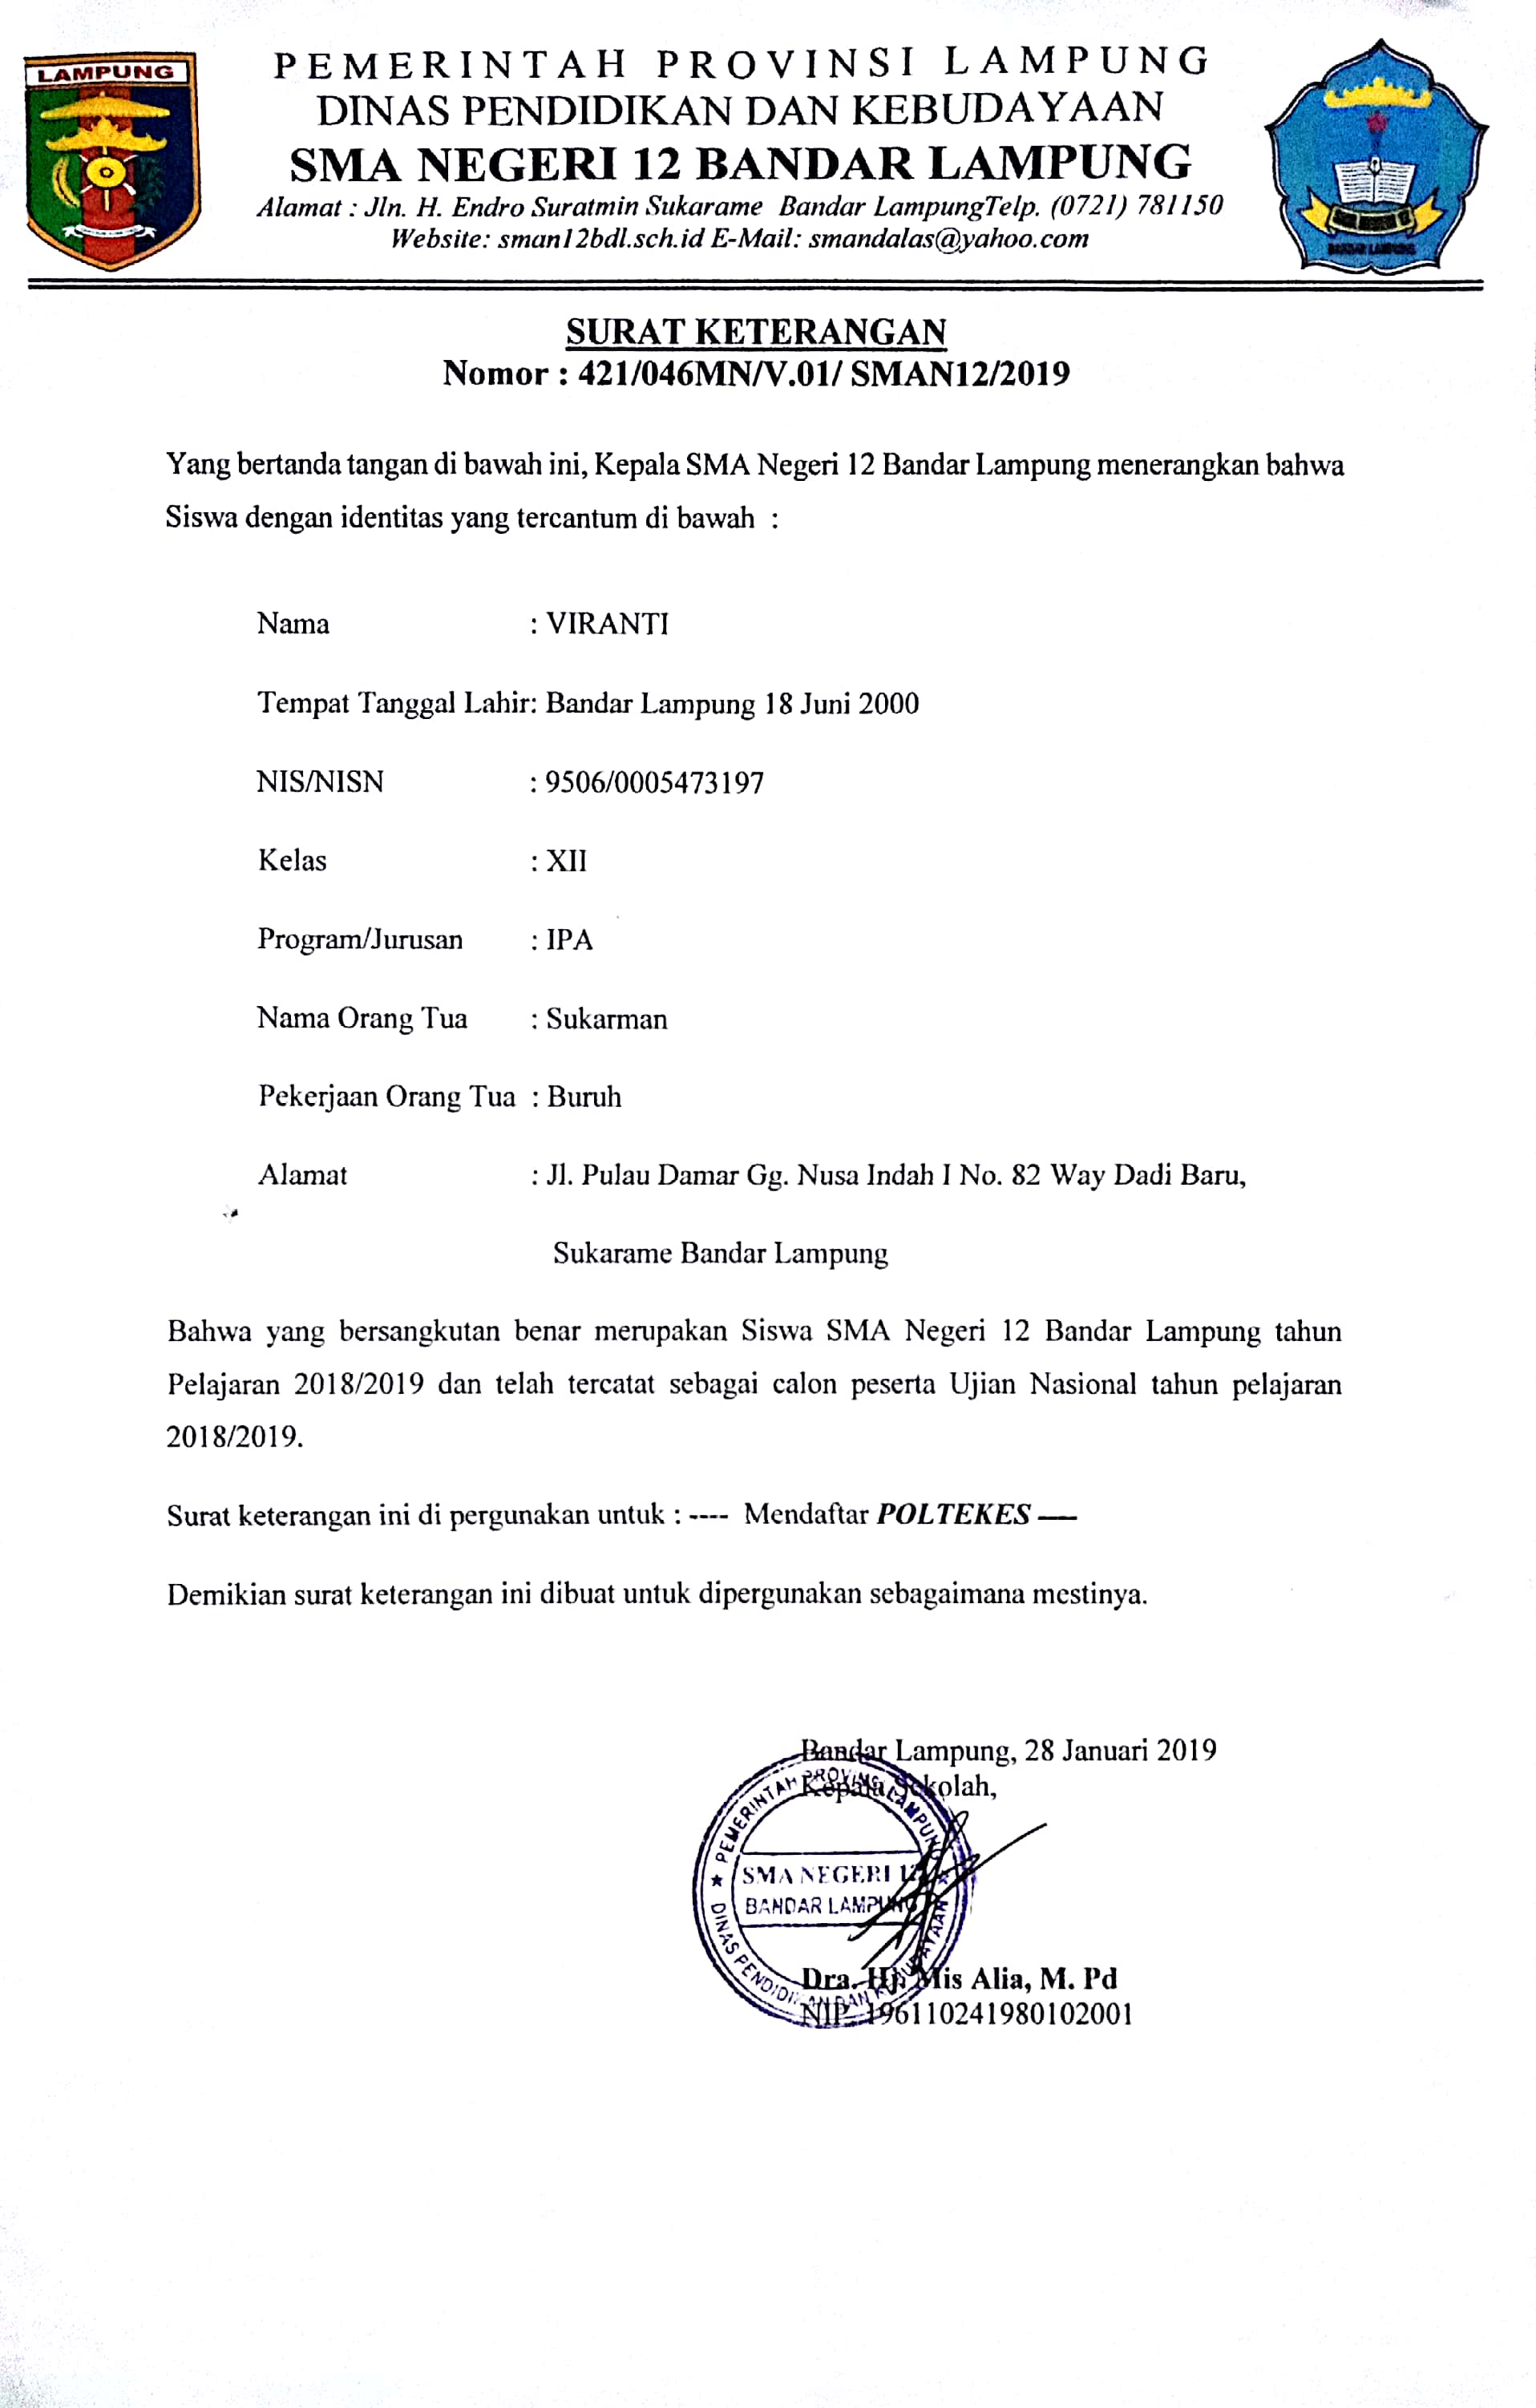 LAMPUNG
PEMERINTAH PROVINSI LAMPUNG
DINAS PENDIDIKAN DAN KEBUDAYAAN
SMA NEGERI 12 BANDAR LAMPUNG
Alamat : Jln. H. Endro Suratmin Sukarame Bandar LampungTelp. (0721) 781150
Website: sman12bdl.sch.id E-Mail: smandalas@yahoo.com
SMA NEGERI 12
BANDAR LAMPUNG
SURAT KETERANGAN
Nomor : 421/046MN/V.01/ SMAN12/2019
Yang bertanda tangan di bawah ini, Kepala SMA Negeri 12 Bandar Lampung menerangkan bahwa
Siswa dengan identitas yang tercantum di bawah :
Nama : VIRANTI
Tempat Tanggal Lahir: Bandar Lampung 18 Juni 2000
NIS/NISN : 9506/0005473197
Kelas : XII
Program/Jurusan : IPA
Nama Orang Tua : Sukarman
Pekerjaan Orang Tua : Buruh
Alamat : Jl. Pulau Damar Gg. Nusa Indah I No. 82 Way Dadi Baru,
Sukarame Bandar Lampung
Bahwa yang bersangkutan benar merupakan Siswa SMA Negeri 12 Bandar Lampung tahun
Pelajaran 2018/2019 dan telah tercatat sebagai calon peserta Ujian Nasional tahun pelajaran
2018/2019.
Surat keterangan ini di pergunakan untuk : ---- Mendaftar POLTEKES ----
Demikian surat keterangan ini dibuat untuk dipergunakan sebagaimana mestinya.
Bandar Lampung, 28 Januari 2019
Kepala Sekolah,
PEMERINTAH PROVINSI LAMPUNG
SMA NEGERI 12
BANDAR LAMPUNG
DINAS PENDIDIKAN DAN KEBUDAYAAN
Dra. Hj. Mis Alia, M. Pd
NIP. 196110241980102001